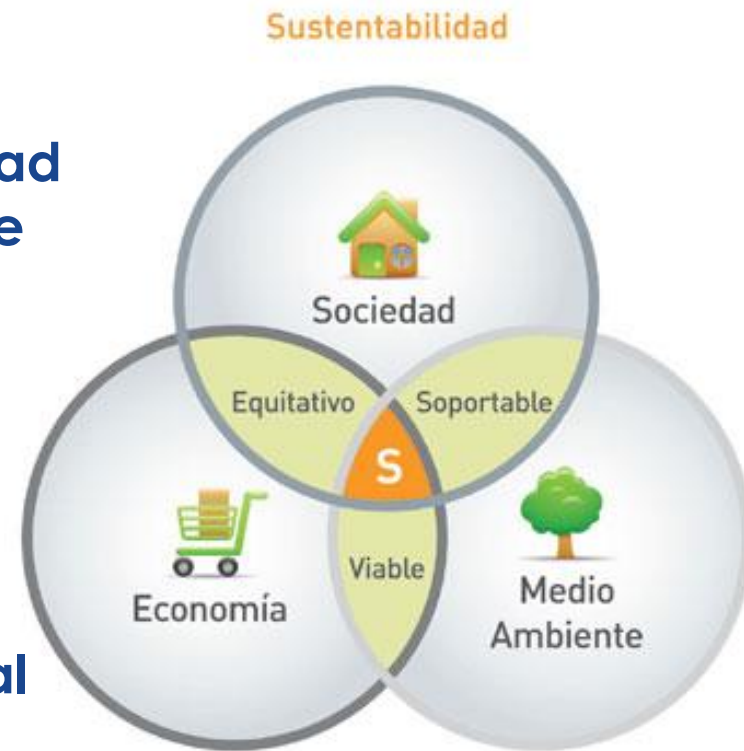 Sustentabilidad
Sociedad
Equitativo
Soportable
S
Viable
Economía
Medio
Ambiente